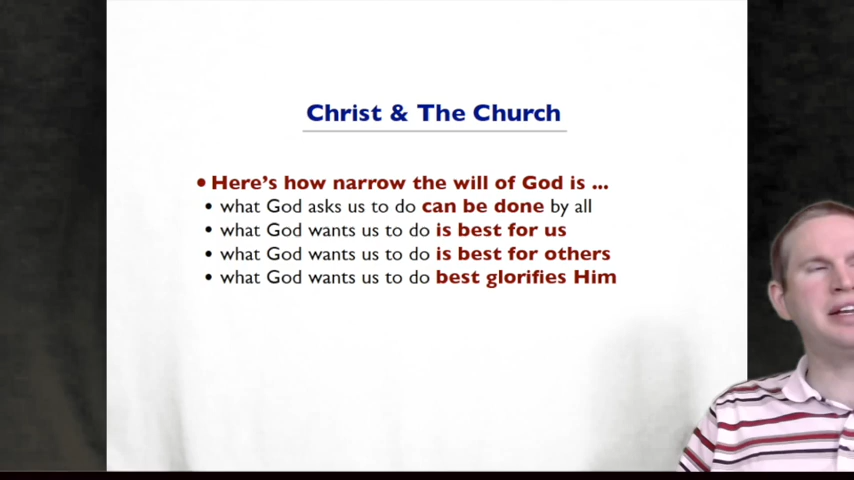 Christ & The Church
• Here's how narrow the will of God is ...
• what God asks us to do can be done by all
• what God wants us to do is best for us
• what God wants us to do is best for others
• what God wants us to do best glorifies Him